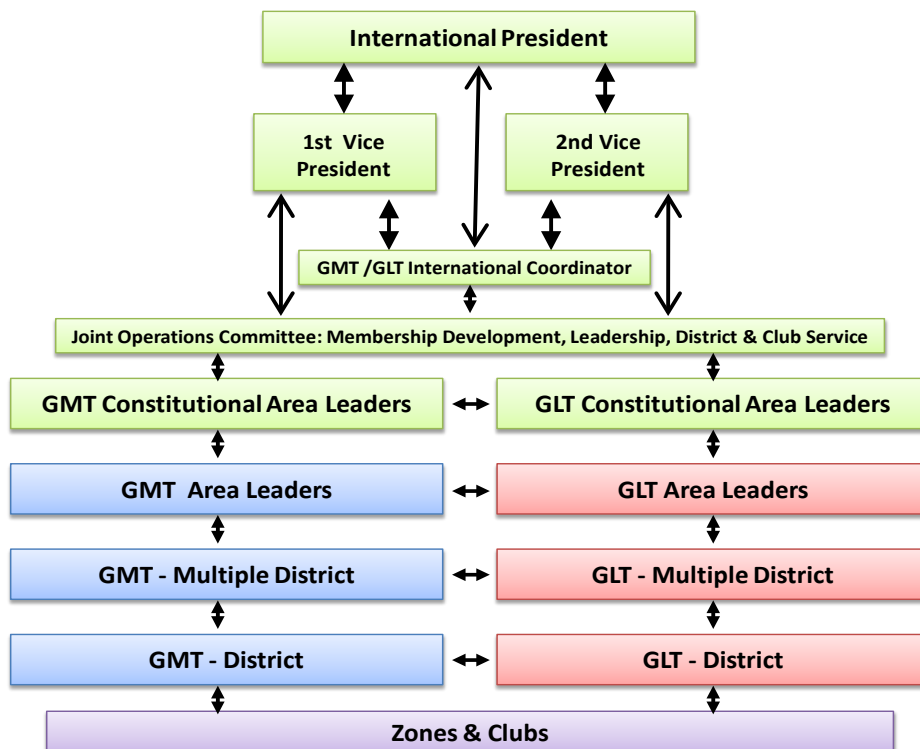 International President
1st Vice
President
2nd Vice
President
GMT /GLT International Coordinator
Joint Operations Committee: Membership Development, Leadership, District & Club Service
GMT Constitutional Area Leaders
GLT Constitutional Area Leaders
GMT Area Leaders
GLT Area Leaders
GMT - Multiple District
GLT - Multiple District
GMT - District
GLT - District
Zones & Clubs